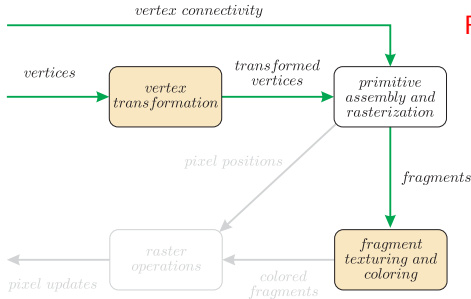 vertex connectivity
vertices
vertex
transformation
transformed
vertices
primitive
assembly and
rasterization
pixel positions
fragments
raster
operations
fragment
texturing and
coloring
pixel updates
colored
fragments